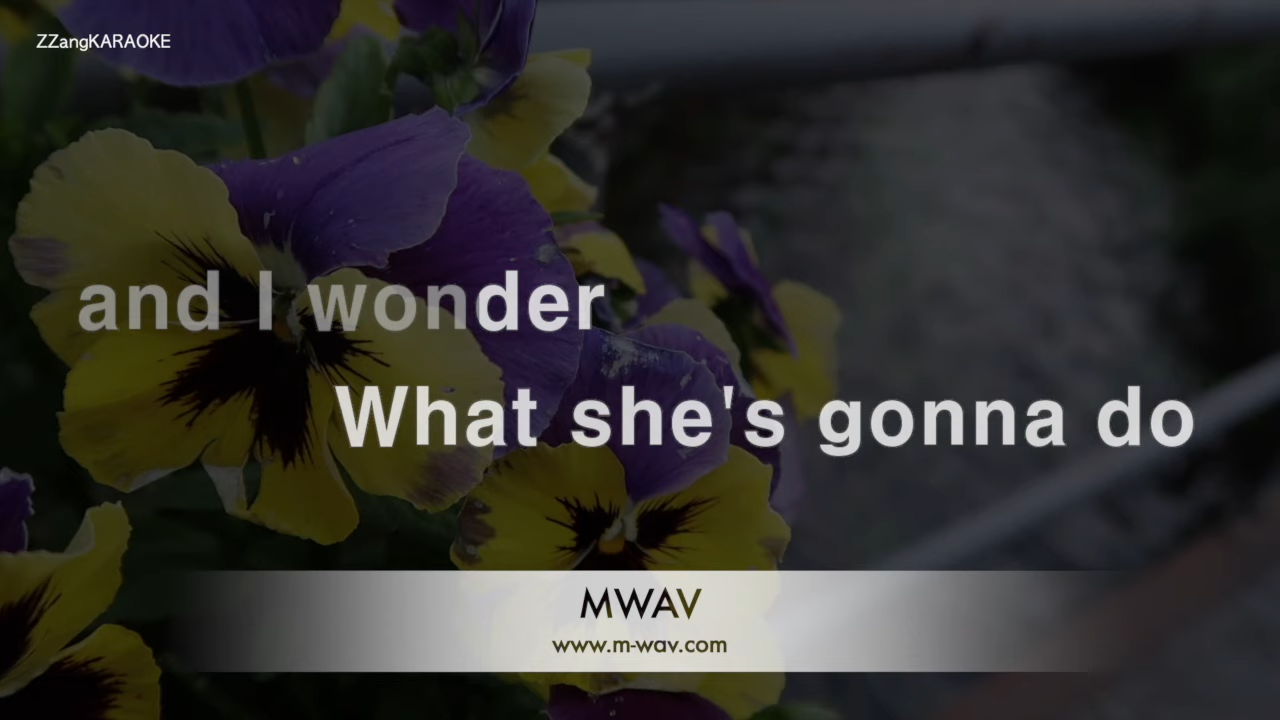 ZZangKARAOKE
and I wonder
What she's gonna do
MWAV
www.m-wav.com